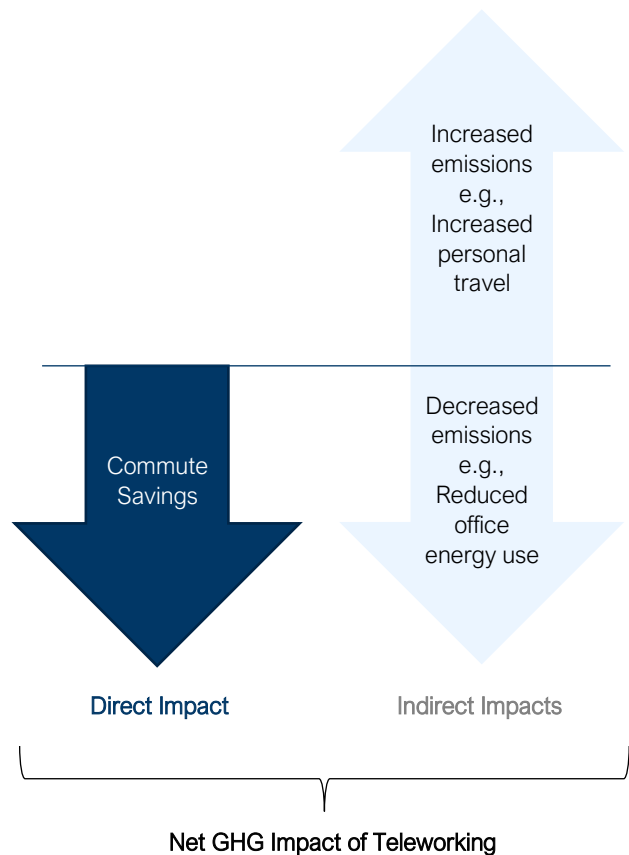 Increased
emissions
e.g.,
Increased
personal
travel
Commute
Savings
Decreased
emissions
e.g.,
Reduced
office
energy use
Direct Impact
Indirect Impacts
Net GHG Impact of Teleworking